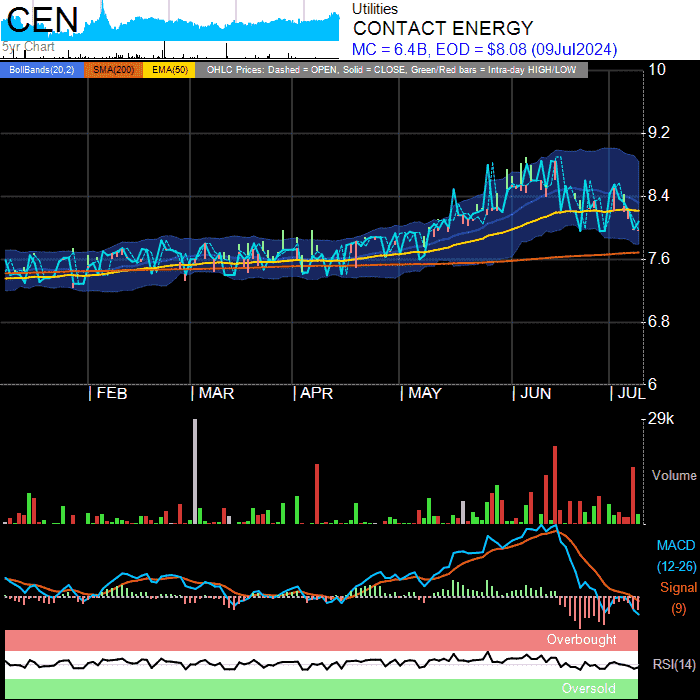 CEN
5yr Chart
Utilities
CONTACT ENERGY
MC = 6.4B, EOD = $8.08 (09Jul2024)
BollBands(20,2) SMA(200) EMA(50) OHLC Prices: Dashed = OPEN, Solid = CLOSE, Green/Red bars = Intra-day HIGH/LOW
10
9.2
8.4
7.6
6.8
6
FEB MAR APR MAY JUN JUL
29k
Volume
MACD
(12-26)
Signal
(9)
Overbought
RSI(14)
Oversold